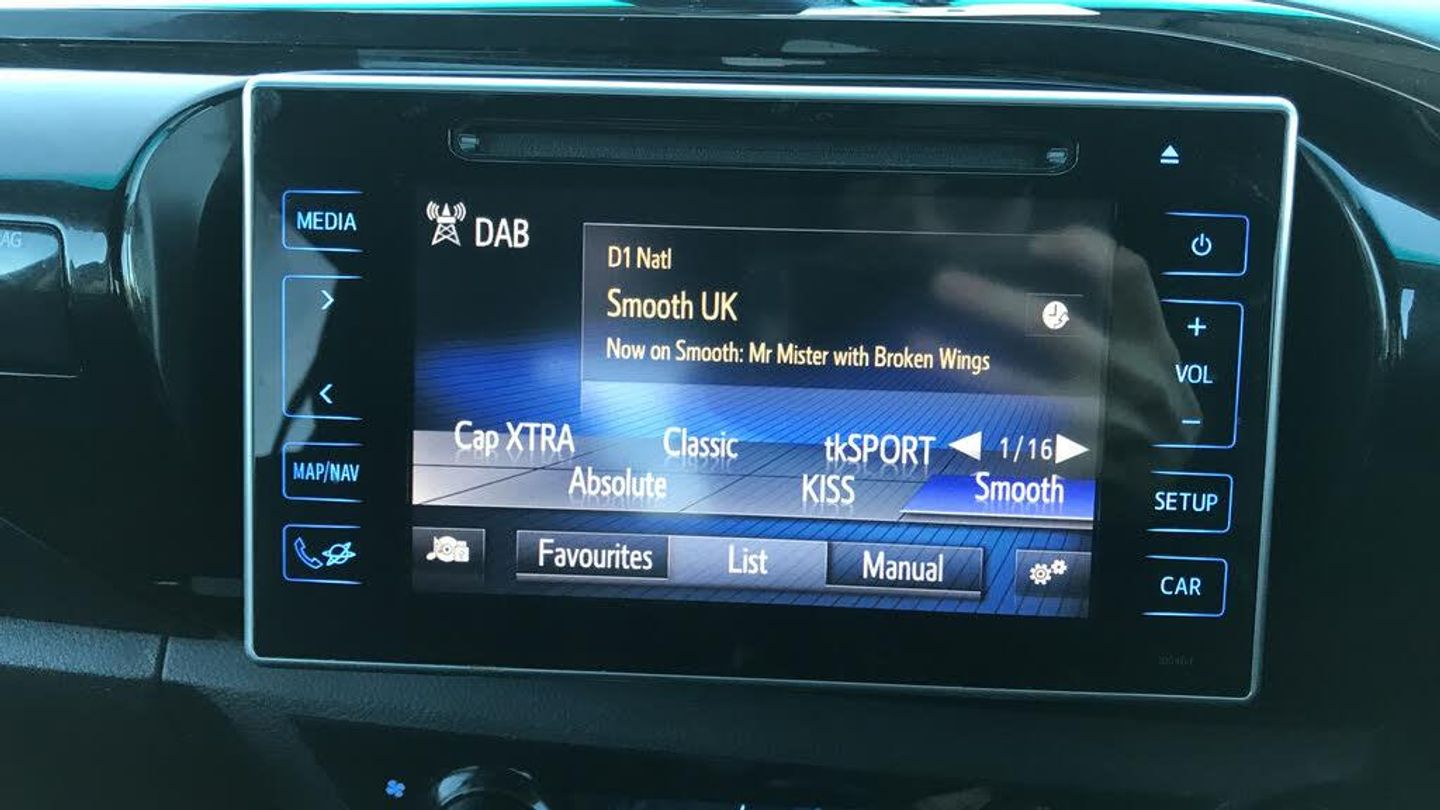 AG
MEDIA
DAB
D1 Natl
Smooth UK
Now on Smooth: Mr Mister with Broken Wings
+
VOL
−
Cap XTRA Classic tkSPORT 1/16
Absolute KISS Smooth
MAP/NAV
SETUP
Favourites List Manual
CAR